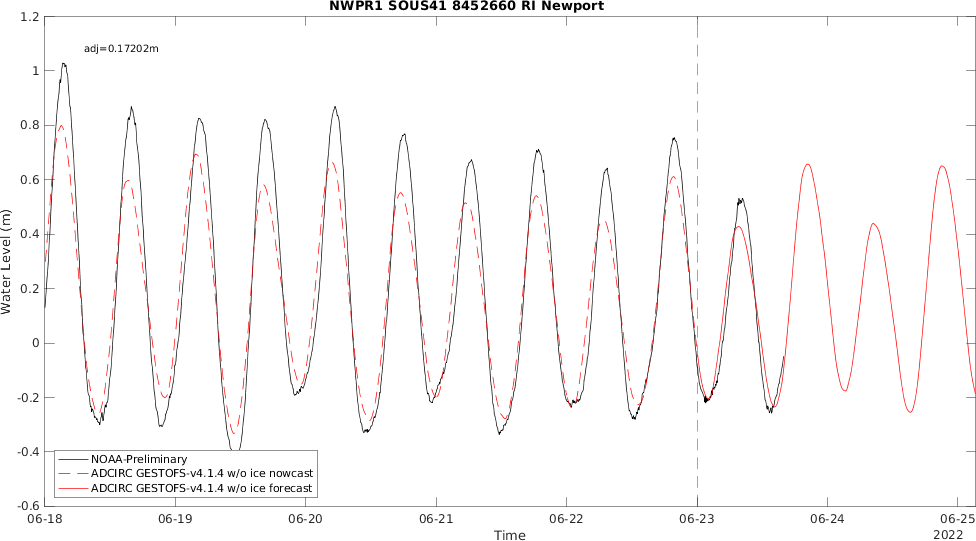 NWPR1 SOUS41 8452660 RI Newport
adj=0.17202m
Water Level (m)
1.2
1
0.8
0.6
0.4
0.2
0
-0.2
-0.4
-0.6
NOAA-Preliminary
ADCIRC GESTOFS-v4.1.4 w/o ice nowcast
ADCIRC GESTOFS-v4.1.4 w/o ice forecast
06-18 06-19 06-20 06-21 06-22 06-23 06-24 06-25
Time
2022